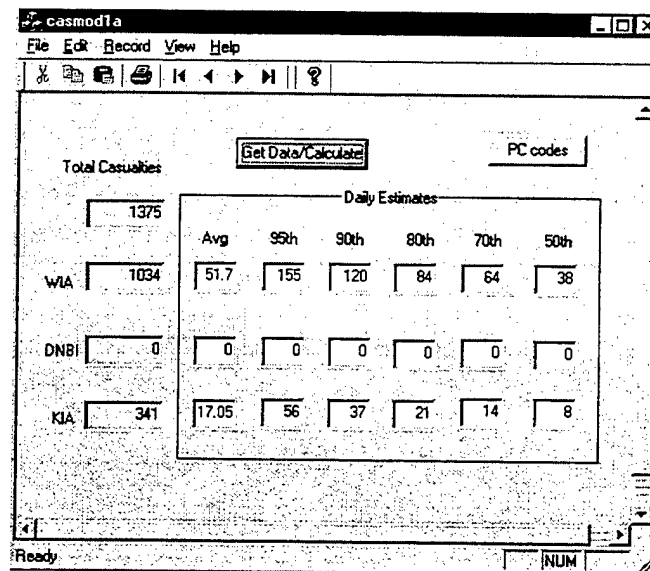 casmod1a
File Edit Record View Help
Get Data/Calculate PC codes
Total Casualties
Daily Estimates
1375
Avg 95th 90th 80th 70th 50th
WIA 1034 51.7 155 120 84 64 38
DNBI 0 0 0 0 0 0 0
KIA 341 17.05 56 37 21 14 8
Ready NUM